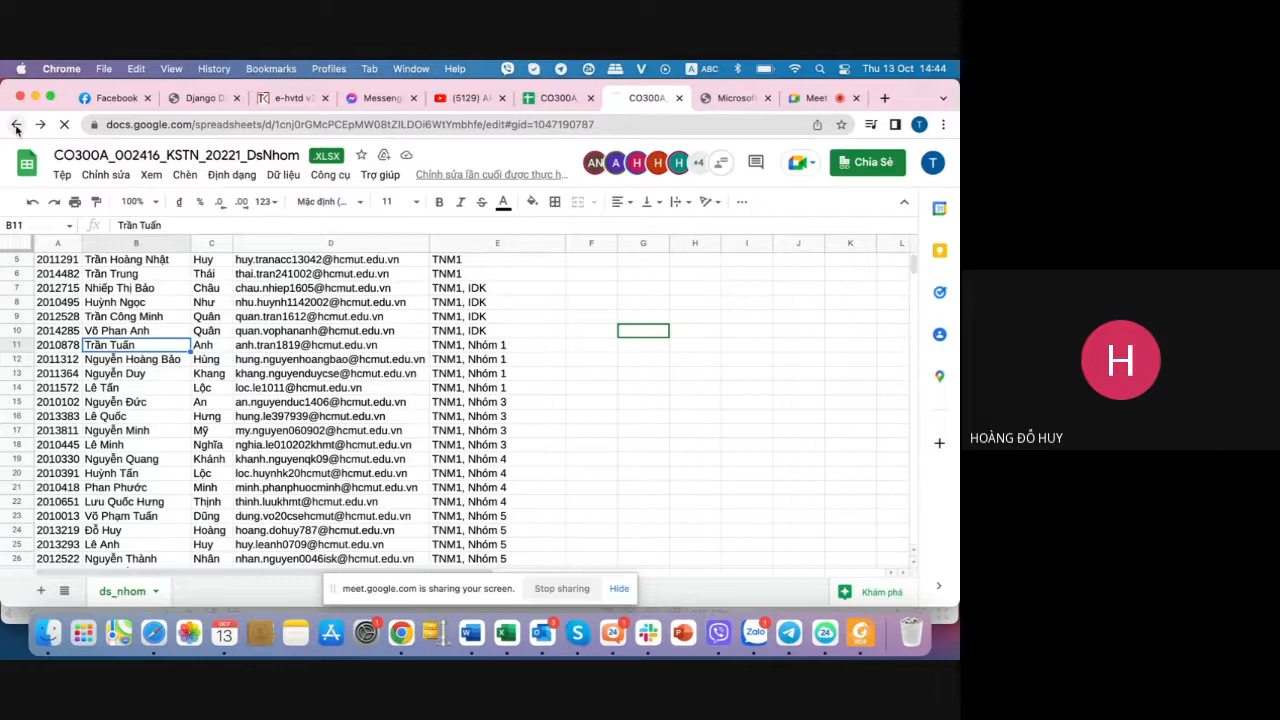 Chrome File Edit View History Bookmarks Profiles Tab Window Help ABC Thu 13 Oct 14:44
Facebook Django D e-hvtd v2 Messeng (5129) A CO300A_ CO300A_ Microsof Meet
docs.google.com/spreadsheets/d/1cnj0rGMcPCEpMW08tZILDOi6WtYmbhfe/edit#gid=1047190787 T
CO300A_002416_KSTN_20221_DsNhom .XLSX AN A H H H +4 Chia Sẻ T
Tệp Chỉnh sửa Xem Chèn Định dạng Dữ liệu Công cụ Trợ giúp Chỉnh sửa lần cuối được thực h...
100% đ % .0 .00 123 Mặc định (... 11 B I S A
B11 fx Trần Tuấn
A B C D E F G H I J K L
5 2011291 Trần Hoàng Nhật Huy huy.tranacc13042@hcmut.edu.vn TNM1
6 2014482 Trần Trung Thái thai.tran241002@hcmut.edu.vn TNM1
7 2012715 Nhiếp Thị Bảo Châu chau.nhiep1605@hcmut.edu.vn TNM1, IDK
8 2010495 Huỳnh Ngọc Như nhu.huynh1142002@hcmut.edu.vn TNM1, IDK
9 2012528 Trần Công Minh Quân quan.tran1612@hcmut.edu.vn TNM1, IDK
10 2014285 Võ Phan Anh Quân quan.vophananh@hcmut.edu.vn TNM1, IDK
11 2010878 Trần Tuấn Anh anh.tran1819@hcmut.edu.vn TNM1, Nhóm 1
12 2011312 Nguyễn Hoàng Bảo Hùng hung.nguyenhoangbao@hcmut.edu.vn TNM1, Nhóm 1
13 2011364 Nguyễn Duy Khang khang.nguyenduycse@hcmut.edu.vn TNM1, Nhóm 1
14 2011572 Lê Tấn Lộc loc.le1011@hcmut.edu.vn TNM1, Nhóm 1
15 2010102 Nguyễn Đức An an.nguyenduc1406@hcmut.edu.vn TNM1, Nhóm 3
16 2013383 Lê Quốc Hưng hung.le397939@hcmut.edu.vn TNM1, Nhóm 3
17 2013811 Nguyễn Minh Mỹ my.nguyen060902@hcmut.edu.vn TNM1, Nhóm 3
18 2010445 Lê Minh Nghĩa nghia.le010202khmt@hcmut.edu.vn TNM1, Nhóm 3
19 2010330 Nguyễn Quang Khánh khanh.nguyenqk09@hcmut.edu.vn TNM1, Nhóm 4
20 2010391 Huỳnh Tấn Lộc loc.huynhk20hcmut@hcmut.edu.vn TNM1, Nhóm 4
21 2010418 Phan Phước Minh minh.phanphuocminh@hcmut.edu.vn TNM1, Nhóm 4
22 2010651 Lưu Quốc Hưng Thịnh thinh.luukhmt@hcmut.edu.vn TNM1, Nhóm 4
23 2010013 Võ Phạm Tuấn Dũng dung.vo20csehcmut@hcmut.edu.vn TNM1, Nhóm 5
24 2013219 Đỗ Huy Hoàng hoang.dohuy787@hcmut.edu.vn TNM1, Nhóm 5
25 2013293 Lê Anh Huy huy.leanh0709@hcmut.edu.vn TNM1, Nhóm 5
26 2012522 Nguyễn Thành Nhân nhan.nguyen0046isk@hcmut.edu.vn TNM1, Nhóm 5
ds_nhom meet.google.com is sharing your screen. Stop sharing Hide Khám phá
OCT 13
H
HOÀNG ĐỖ HUY